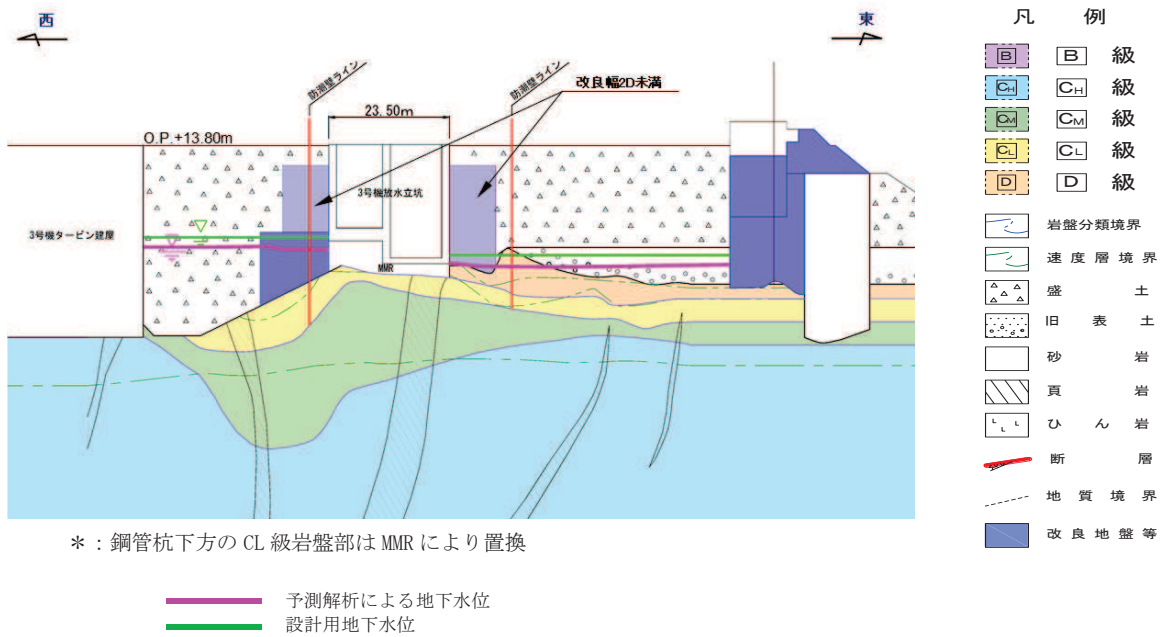 西
東
防潮壁ライン
防潮壁ライン
改良幅2D未満
23.50m
O.P.+13.80m
3号機放水立坑
3号機タービン建屋
MMR
＊：鋼管杭下方の CL 級岩盤部は MMR により置換
予測解析による地下水位
設計用地下水位
凡 例
B B 級
CH CH 級
CM CM 級
CL CL 級
D D 級
岩盤分類境界
速度層境界
盛土
旧表土
砂岩
頁岩
ひん岩
断層
地質境界
改良地盤等